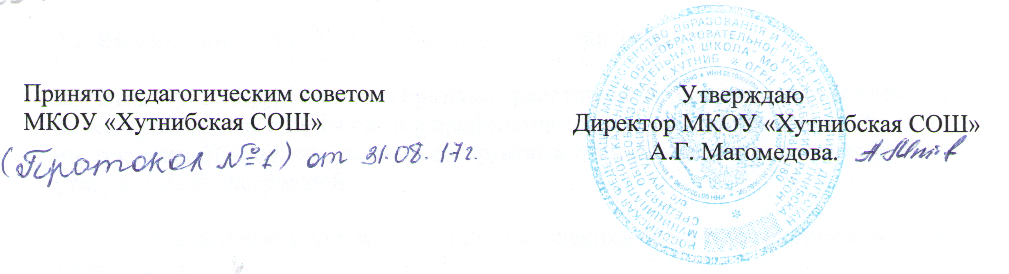 Принято педагогическим советом
МКОУ «Хутнибская СОШ»
(Протокол №1) от 31.08.17г.
Утверждаю
Директор МКОУ «Хутнибская СОШ»
А.Г. Магомедова.